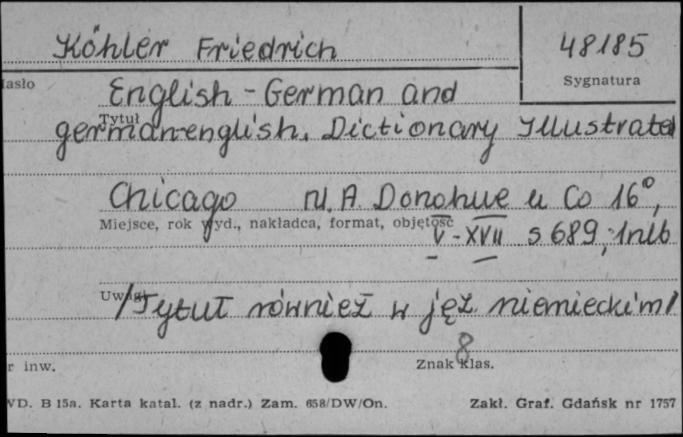 Köhler Friedrich
48185
Sygnatura
Hasło
English - German and
Tytuł
german-english. Dictionary Illustrated
Chicago M. A. Donohue u Co 16°,
Miejsce, rok wyd., nakładca, format, objętość
V - XVII s 689, 1nlb
Uwagi
/Tytuł również w jęz. niemieckim/
r inw.
Znak klas.
8
WD. B 15a. Karta katal. (z nadr.) Zam. 658/DW/On.
Zakł. Graf. Gdańsk nr 1757